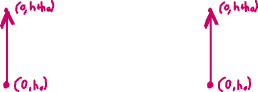 (0, h+h₀) (0, h+h₀)
(0, h₀) (0, h₀)